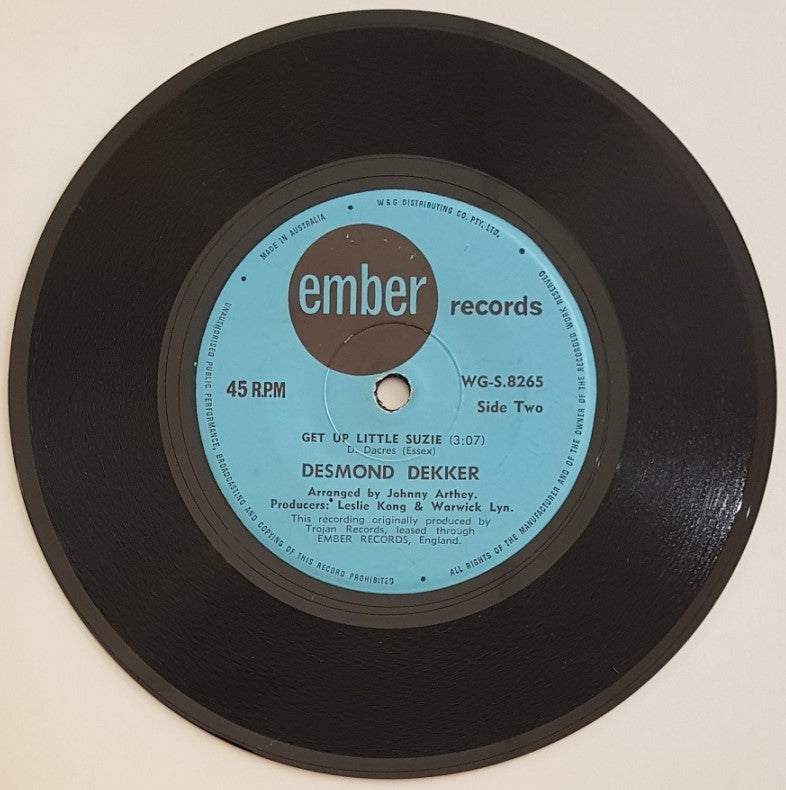 MADE IN AUSTRALIA • W&G DISTRIBUTING CO. PTY. LTD. •
ember records
45 R.P.M
WG-S.8265
Side Two
GET UP LITTLE SUZIE (3:07)
D. Dacres (Essex)
DESMOND DEKKER
Arranged by Johnny Arthey.
Producers: Leslie Kong & Warwick Lyn.
This recording originally produced by
Trojan Records, leased through
EMBER RECORDS, England.
ALL RIGHTS OF THE MANUFACTURER AND OF THE OWNER OF THE RECORDED WORK RESERVED
UNAUTHORISED PUBLIC PERFORMANCE, BROADCASTING AND COPYING OF THIS RECORD PROHIBITED •